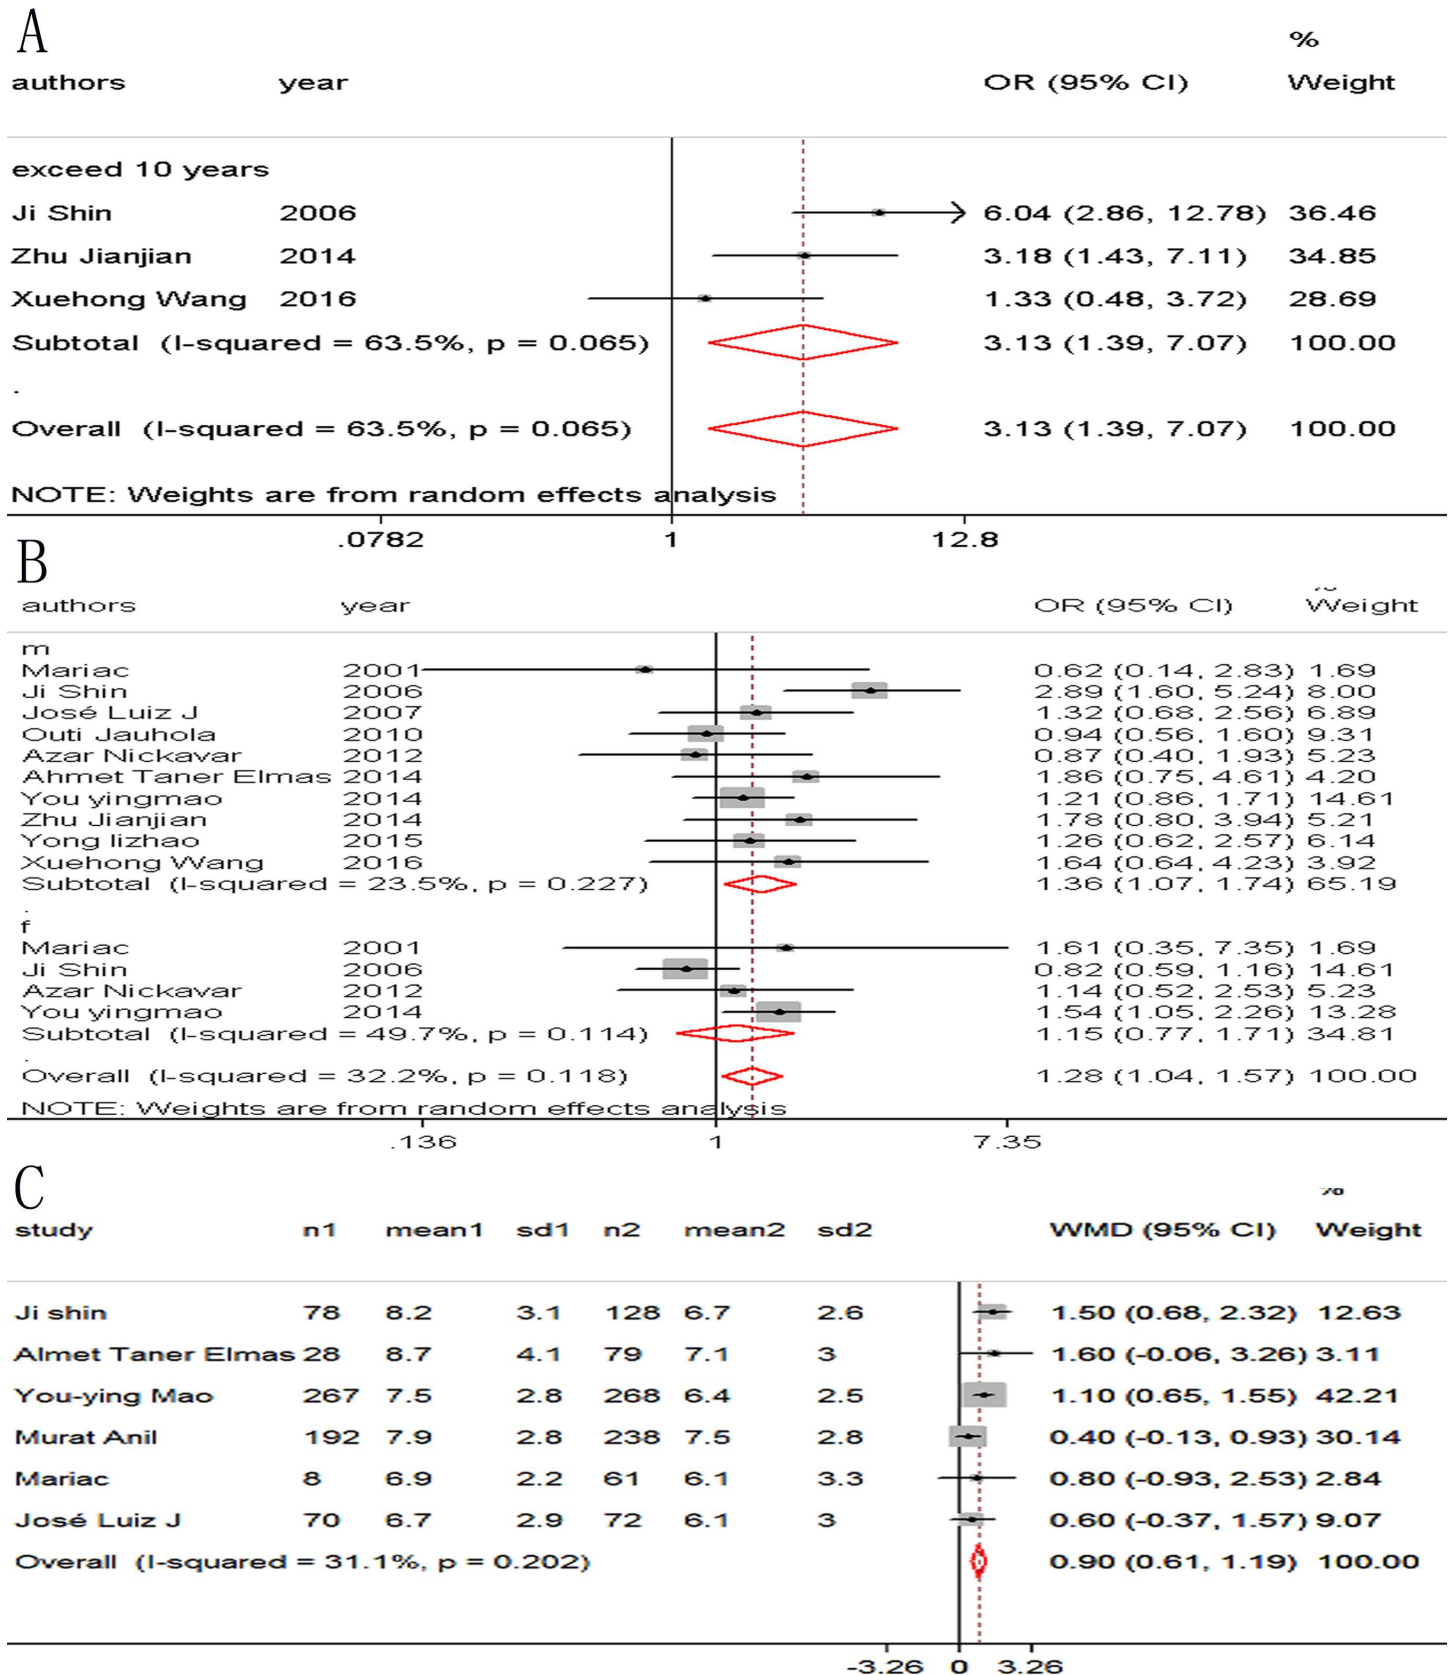 A
%
authors year OR (95% CI) Weight
exceed 10 years
Ji Shin 2006 6.04 (2.86, 12.78) 36.46
Zhu Jianjian 2014 3.18 (1.43, 7.11) 34.85
Xuehong Wang 2016 1.33 (0.48, 3.72) 28.69
Subtotal (I-squared = 63.5%, p = 0.065) 3.13 (1.39, 7.07) 100.00
.
Overall (I-squared = 63.5%, p = 0.065) 3.13 (1.39, 7.07) 100.00
NOTE: Weights are from random effects analysis
.0782 1 12.8
B
authors year OR (95% CI) Weight
m
Mariac 2001 0.62 (0.14, 2.83) 1.69
Ji Shin 2006 2.89 (1.60, 5.24) 8.00
José Luiz J 2007 1.32 (0.68, 2.56) 6.89
Outi Jauhola 2010 0.94 (0.56, 1.60) 9.31
Azar Nickavar 2012 0.87 (0.40, 1.93) 5.23
Ahmet Taner Elmas 2014 1.86 (0.75, 4.61) 4.20
You yingmao 2014 1.21 (0.86, 1.71) 14.61
Zhu Jianjian 2014 1.78 (0.80, 3.94) 5.21
Yong lizhao 2015 1.26 (0.62, 2.57) 6.14
Xuehong Wang 2016 1.64 (0.64, 4.23) 3.92
Subtotal (I-squared = 23.5%, p = 0.227) 1.36 (1.07, 1.74) 65.19
.
f
Mariac 2001 1.61 (0.35, 7.35) 1.69
Ji Shin 2006 0.82 (0.59, 1.16) 14.61
Azar Nickavar 2012 1.14 (0.52, 2.53) 5.23
You yingmao 2014 1.54 (1.05, 2.26) 13.28
Subtotal (I-squared = 49.7%, p = 0.114) 1.15 (0.77, 1.71) 34.81
.
Overall (I-squared = 32.2%, p = 0.118) 1.28 (1.04, 1.57) 100.00
NOTE: Weights are from random effects analysis
.136 1 7.35
C
study n1 mean1 sd1 n2 mean2 sd2 WMD (95% CI) Weight
Ji shin 78 8.2 3.1 128 6.7 2.6 1.50 (0.68, 2.32) 12.63
Almet Taner Elmas 28 8.7 4.1 79 7.1 3 1.60 (-0.06, 3.26) 3.11
You-ying Mao 267 7.5 2.8 268 6.4 2.5 1.10 (0.65, 1.55) 42.21
Murat Anil 192 7.9 2.8 238 7.5 2.8 0.40 (-0.13, 0.93) 30.14
Mariac 8 6.9 2.2 61 6.1 3.3 0.80 (-0.93, 2.53) 2.84
José Luiz J 70 6.7 2.9 72 6.1 3 0.60 (-0.37, 1.57) 9.07
Overall (I-squared = 31.1%, p = 0.202) 0.90 (0.61, 1.19) 100.00
-3.26 0 3.26